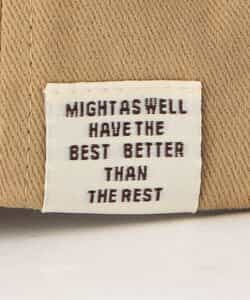 MIGHT AS WELL
HAVE THE
BEST BETTER
THAN
THE REST